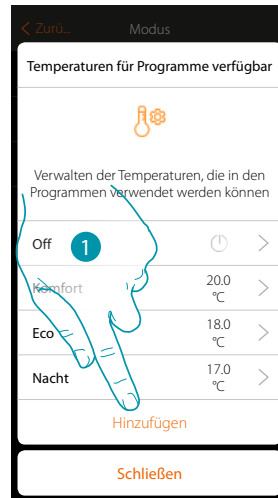 Zurü... Modus
Temperaturen für Programme verfügbar
Verwalten der Temperaturen, die in den
Programmen verwendet werden können
Off
1
Komfort 20.0 °C
Eco 18.0 °C
Nacht 17.0 °C
Hinzufügen
Schließen